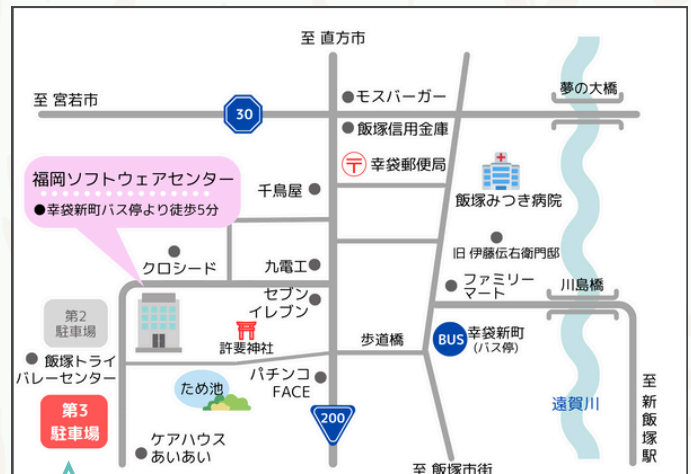 至 直方市
至 宮若市
30
モスバーガー
夢の大橋
飯塚信用金庫
幸袋郵便局
福岡ソフトウェアセンター
●幸袋新町バス停より徒歩5分
千鳥屋
飯塚みつき病院
旧 伊藤伝右衛門邸
クロシード
九電工
ファミリー
マート
川島橋
セブン
イレブン
第2
駐車場
許斐神社
歩道橋
BUS
幸袋新町
(バス停)
飯塚トライ
バレーセンター
ため池
パチンコ
FACE
至 新飯塚駅
遠賀川
第3
駐車場
200
ケアハウス
あいあい
至 飯塚市街